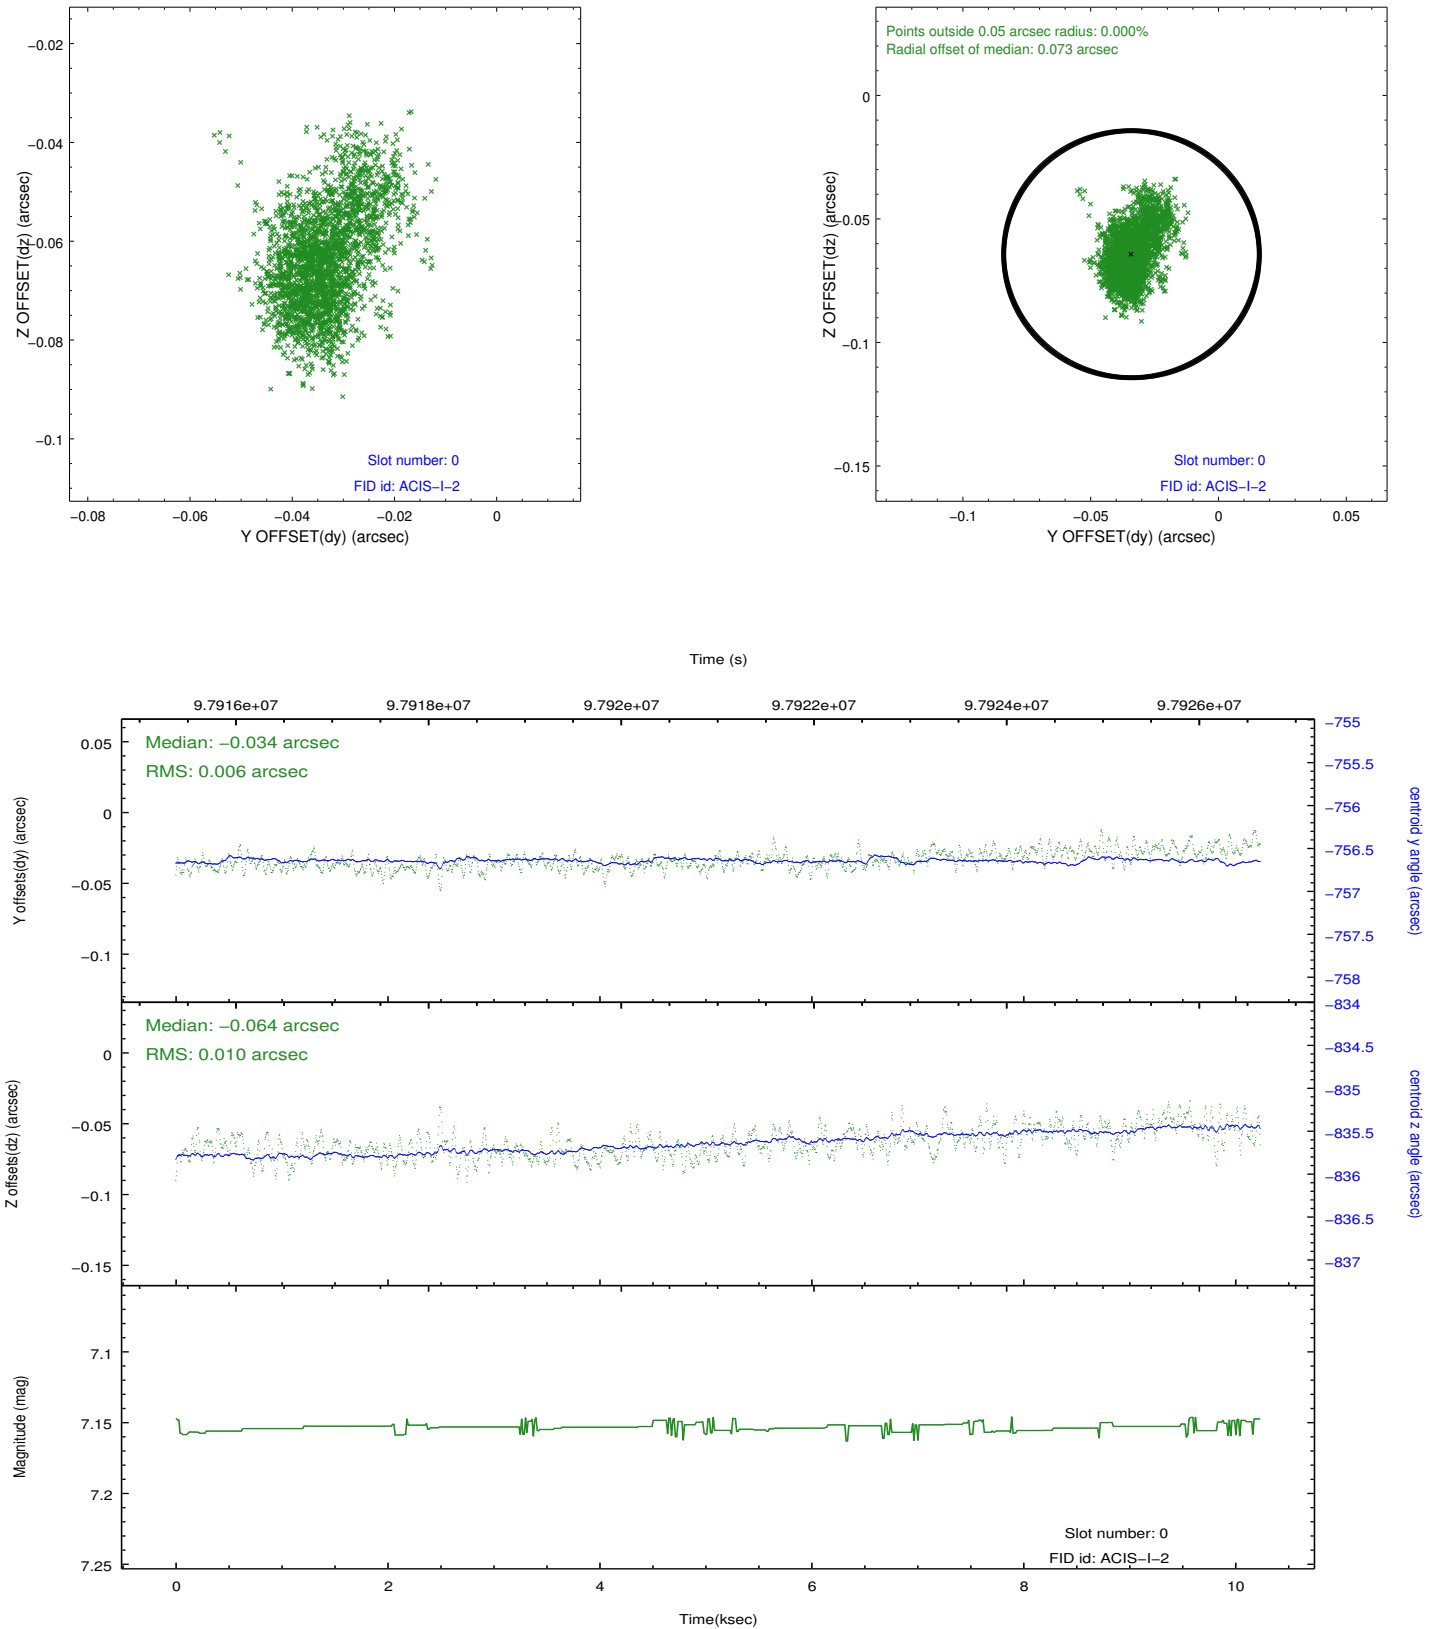 −0.02
−0.04
−0.06
−0.08
−0.1
Z OFFSET(dz) (arcsec)
Slot number: 0
FID id: ACIS−I−2
−0.08 −0.06 −0.04 −0.02 0
Y OFFSET(dy) (arcsec)
Points outside 0.05 arcsec radius: 0.000%
Radial offset of median: 0.073 arcsec
0
−0.05
−0.1
−0.15
Z OFFSET(dz) (arcsec)
Slot number: 0
FID id: ACIS−I−2
−0.1 −0.05 0 0.05
Y OFFSET(dy) (arcsec)
Time (s)
9.7916e+07 9.7918e+07 9.792e+07 9.7922e+07 9.7924e+07 9.7926e+07
Median: −0.034 arcsec
RMS: 0.006 arcsec
0.05
0
−0.05
−0.1
Y offsets(dy) (arcsec)
−755
−755.5
−756
−756.5
−757
−757.5
−758
centroid y angle (arcsec)
Median: −0.064 arcsec
RMS: 0.010 arcsec
0
−0.05
−0.1
−0.15
Z offsets(dz) (arcsec)
−834
−834.5
−835
−835.5
−836
−836.5
−837
centroid z angle (arcsec)
7.1
7.15
7.2
7.25
Magnitude (mag)
Slot number: 0
FID id: ACIS−I−2
0 2 4 6 8 10
Time(ksec)